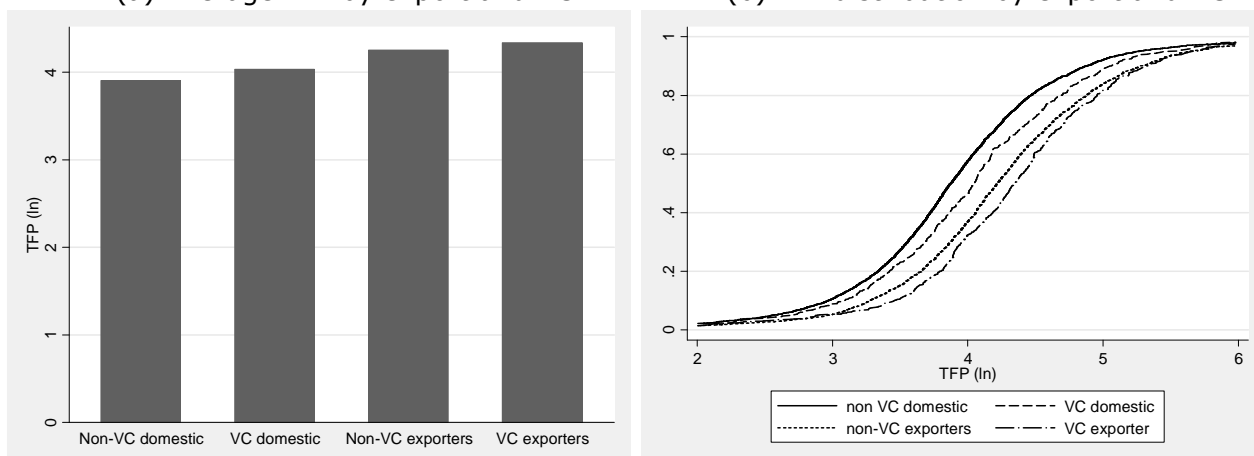 4
3
2
1
0
TFP (ln)
Non-VC domestic VC domestic Non-VC exporters VC exporters
1
.8
.6
.4
.2
0
2 3 4 5 6
TFP (ln)
non VC domestic VC domestic
non-VC exporters VC exporter